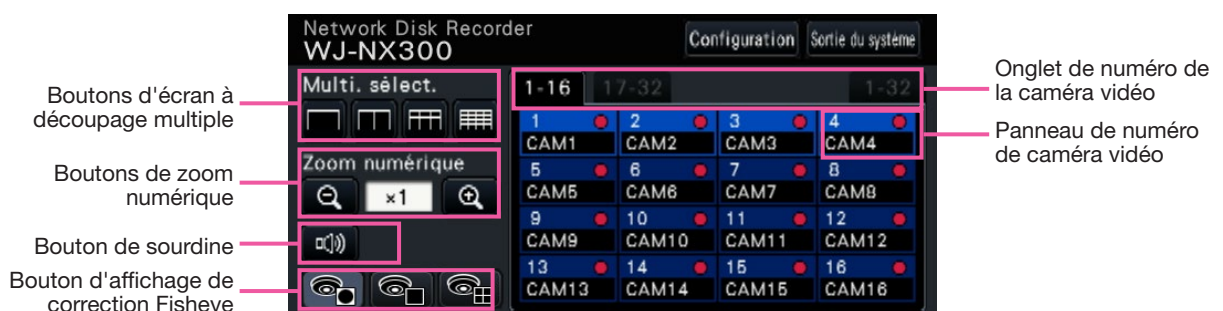 Network Disk Recorder
WJ-NX300
Configuration
Sortie du système
Boutons d'écran à
découpage multiple
Multi. sélect.
Boutons de zoom
numérique
Zoom numérique
×1
Bouton de sourdine
Bouton d'affichage de
correction Fisheye
1-16 17-32 1-32
1 2 3 4
CAM1 CAM2 CAM3 CAM4
5 6 7 8
CAM5 CAM6 CAM7 CAM8
9 10 11 12
CAM9 CAM10 CAM11 CAM12
13 14 15 16
CAM13 CAM14 CAM15 CAM16
Onglet de numéro de
la caméra vidéo
Panneau de numéro
de caméra vidéo